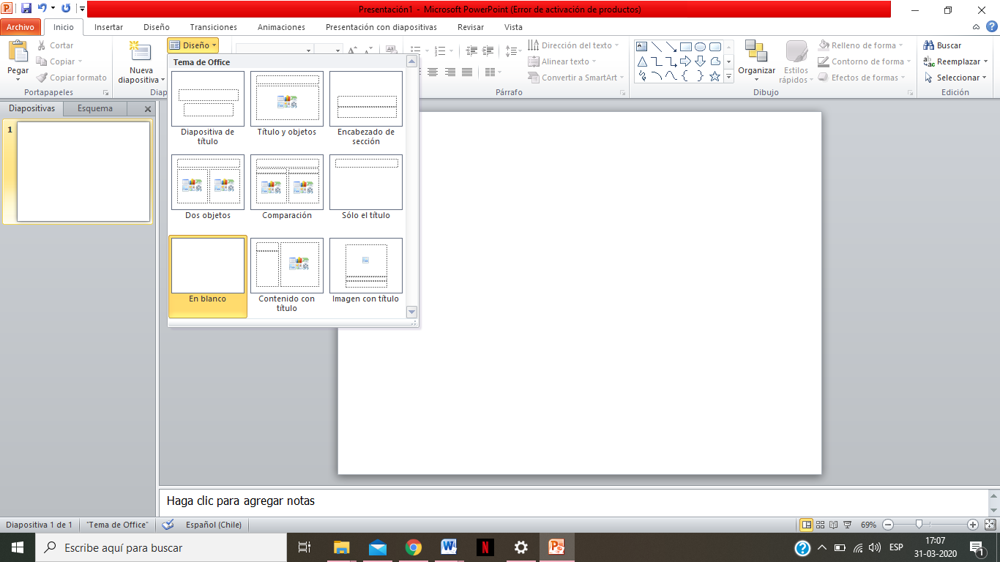 Presentación1 - Microsoft PowerPoint (Error de activación de productos)
Archivo Inicio Insertar Diseño Transiciones Animaciones Presentación con diapositivas Revisar Vista
Pegar
Cortar
Copiar
Copiar formato
Portapapeles
Nueva
diapositiva
Diap
Diseño
Párrafo
Dirección del texto
Alinear texto
Convertir a SmartArt
Organizar
Estilos
rápidos
Relleno de forma
Contorno de forma
Efectos de formas
Dibujo
Buscar
Reemplazar
Seleccionar
Edición
Diapositivas Esquema
1
Tema de Office
Diapositiva de
título
Título y objetos
Encabezado de
sección
Dos objetos
Comparación
Sólo el título
En blanco
Contenido con
título
Imagen con título
Haga clic para agregar notas
Diapositiva 1 de 1 "Tema de Office" Español (Chile) 69%
Escribe aquí para buscar
ESP
17:07
31-03-2020
1